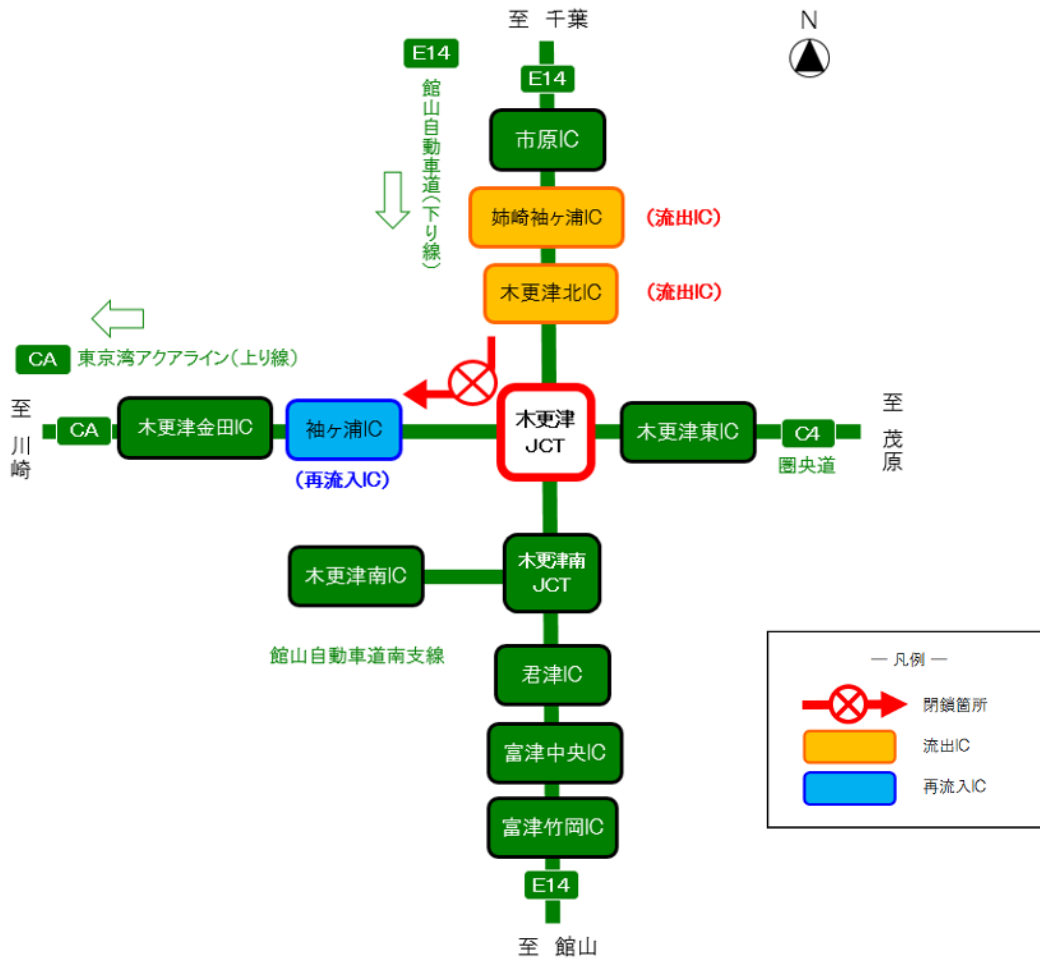 至 千葉
N
E14
E14
館山自動車道(下り線)
市原IC
姉崎袖ヶ浦IC
(流出IC)
木更津北IC
(流出IC)
CA 東京湾アクアライン(上り線)
至 川崎
CA
木更津金田IC
袖ヶ浦IC
(再流入IC)
木更津
JCT
木更津東IC
C4
圏央道
至 茂原
木更津南IC
木更津南
JCT
館山自動車道南支線
君津IC
富津中央IC
富津竹岡IC
E14
至 館山
― 凡例 ―
閉鎖箇所
流出IC
再流入IC